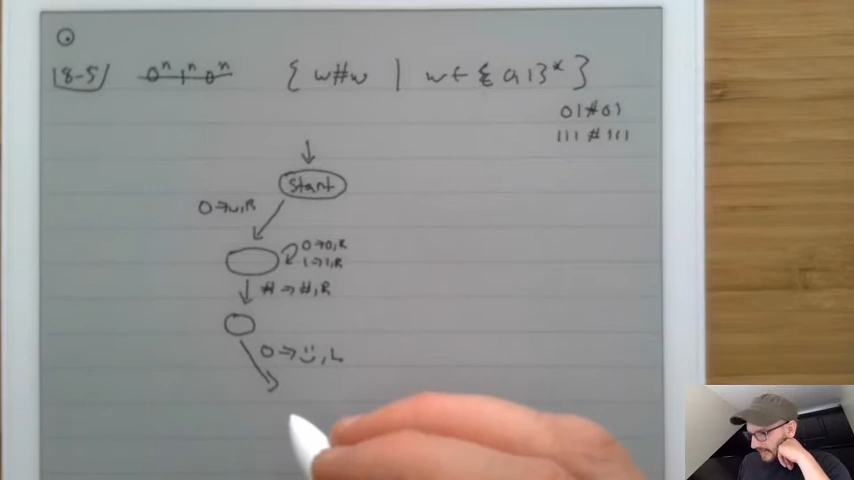 18-5) 0ⁿ1ⁿ0ⁿ { w#w | w ∈ {0,1}* }
01#01
111#111
Start
0→␣,R
0→0,R
1→1,R
#→#,R
0→ü,L